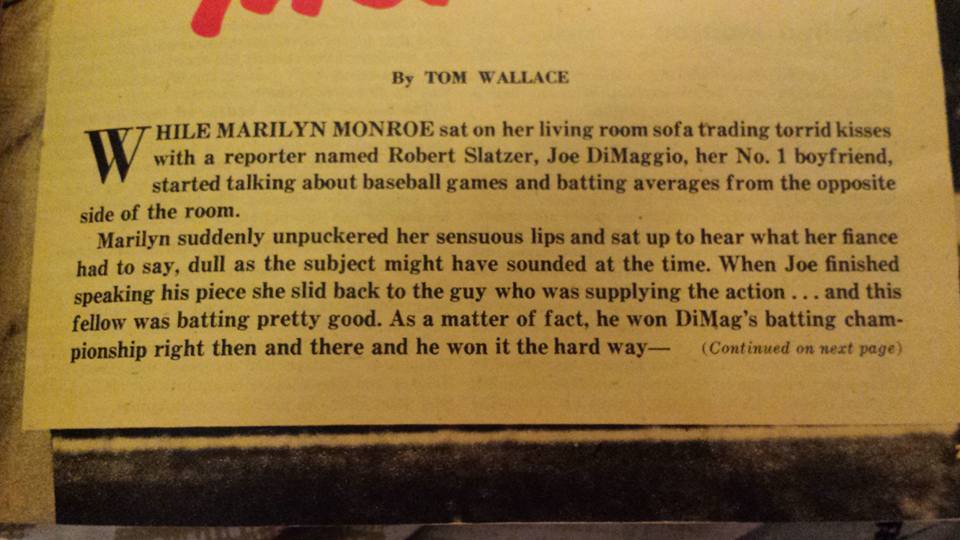 By TOM WALLACE
WHILE MARILYN MONROE sat on her living room sofa trading torrid kisses
with a reporter named Robert Slatzer, Joe DiMaggio, her No. 1 boyfriend,
started talking about baseball games and batting averages from the opposite
side of the room.
Marilyn suddenly unpuckered her sensuous lips and sat up to hear what her fiance
had to say, dull as the subject might have sounded at the time. When Joe finished
speaking his piece she slid back to the guy who was supplying the action . . . and this
fellow was batting pretty good. As a matter of fact, he won DiMag's batting cham-
pionship right then and there and he won it the hard way— (Continued on next page)